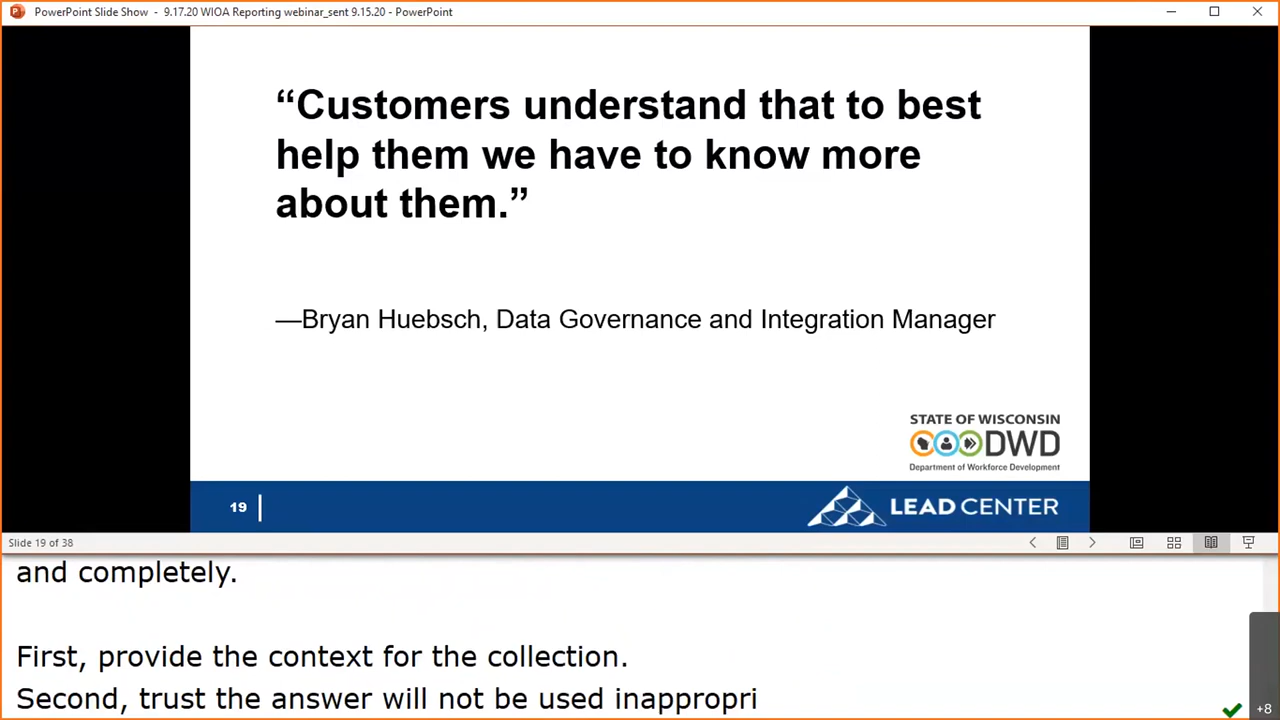 PowerPoint Slide Show - 9.17.20 WIOA Reporting webinar_sent 9.15.20 - PowerPoint
“Customers understand that to best
help them we have to know more
about them.”
—Bryan Huebsch, Data Governance and Integration Manager
STATE OF WISCONSIN
DWD
Department of Workforce Development
19
LEAD CENTER
Slide 19 of 38
and completely.
First, provide the context for the collection.
Second, trust the answer will not be used inappropri
+8